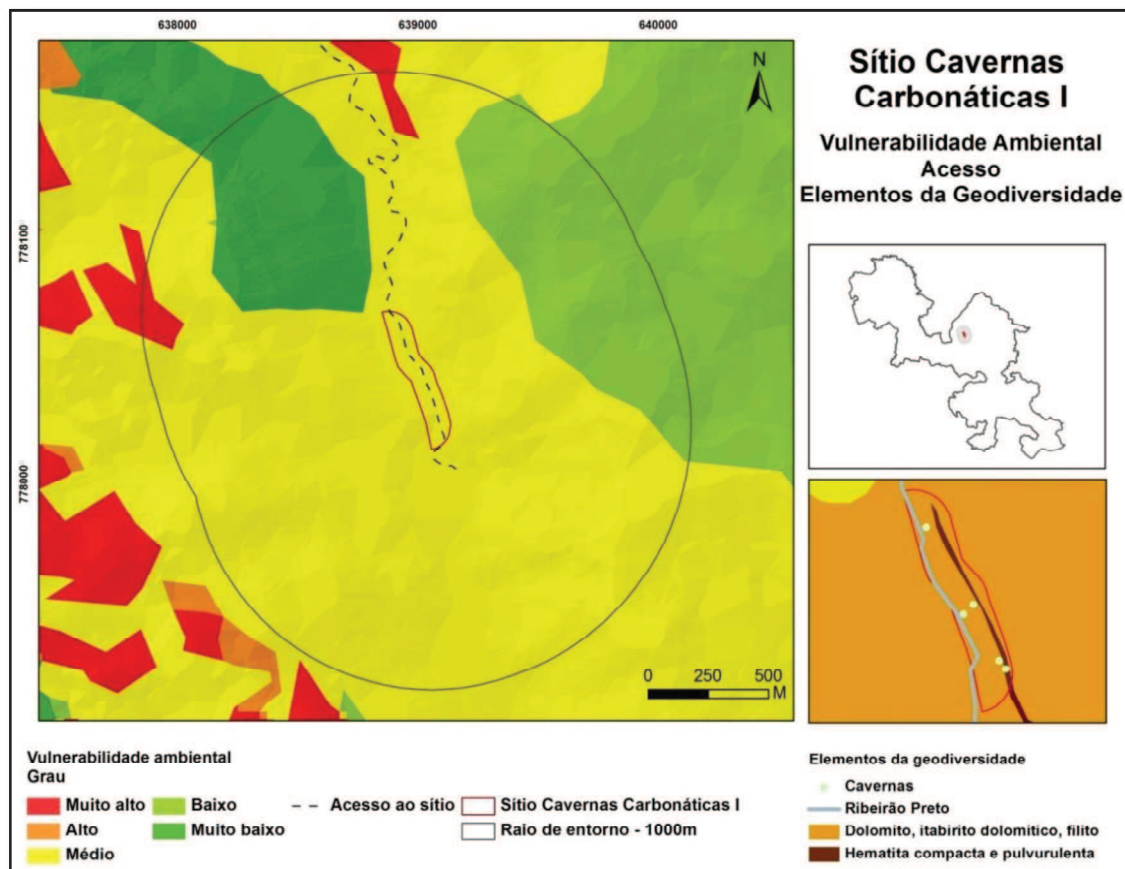 638000 639000 640000
778100
778000
N
0 250 500
M
Sítio Cavernas
Carbonáticas I
Vulnerabilidade Ambiental
Acesso
Elementos da Geodiversidade
Vulnerabilidade ambiental
Grau
Muito alto
Alto
Médio
Baixo
Muito baixo
Acesso ao sítio
Sítio Cavernas Carbonáticas I
Raio de entorno - 1000m
Elementos da geodiversidade
Cavernas
Ribeirão Preto
Dolomito, itabirito dolomitico, filito
Hematita compacta e pulvurulenta